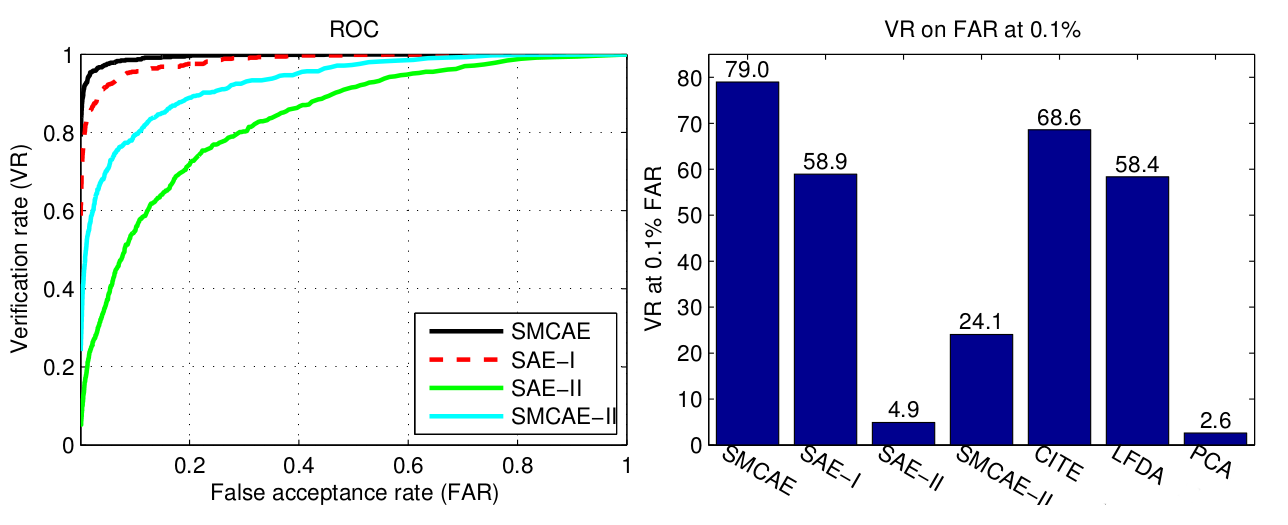 ROC
1
0.8
0.6
0.4
0.2
0
0.2 0.4 0.6 0.8 1
Verification rate (VR)
False acceptance rate (FAR)
SMCAE
SAE−I
SAE−II
SMCAE−II
VR on FAR at 0.1%
80
70
60
50
40
30
20
10
0
VR at 0.1% FAR
79.0
58.9
4.9
24.1
68.6
58.4
2.6
SMCAE
SAE−I
SAE−II
SMCAE−II
CITE
LFDA
PCA